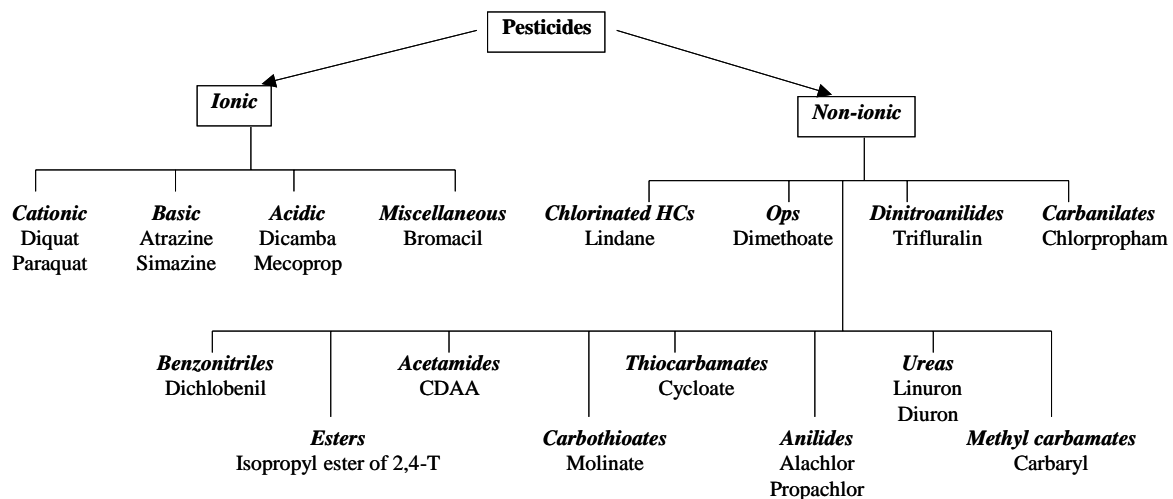 Pesticides
Ionic
Non-ionic
Cationic
Diquat
Paraquat
Basic
Atrazine
Simazine
Acidic
Dicamba
Mecoprop
Miscellaneous
Bromacil
Chlorinated HCs
Lindane
Ops
Dimethoate
Dinitroanilides
Trifluralin
Carbanilates
Chlorpropham
Benzonitriles
Dichlobenil
Esters
Isopropyl ester of 2,4-T
Acetamides
CDAA
Carbothioates
Molinate
Thiocarbamates
Cycloate
Anilides
Alachlor
Propachlor
Ureas
Linuron
Diuron
Methyl carbamates
Carbaryl